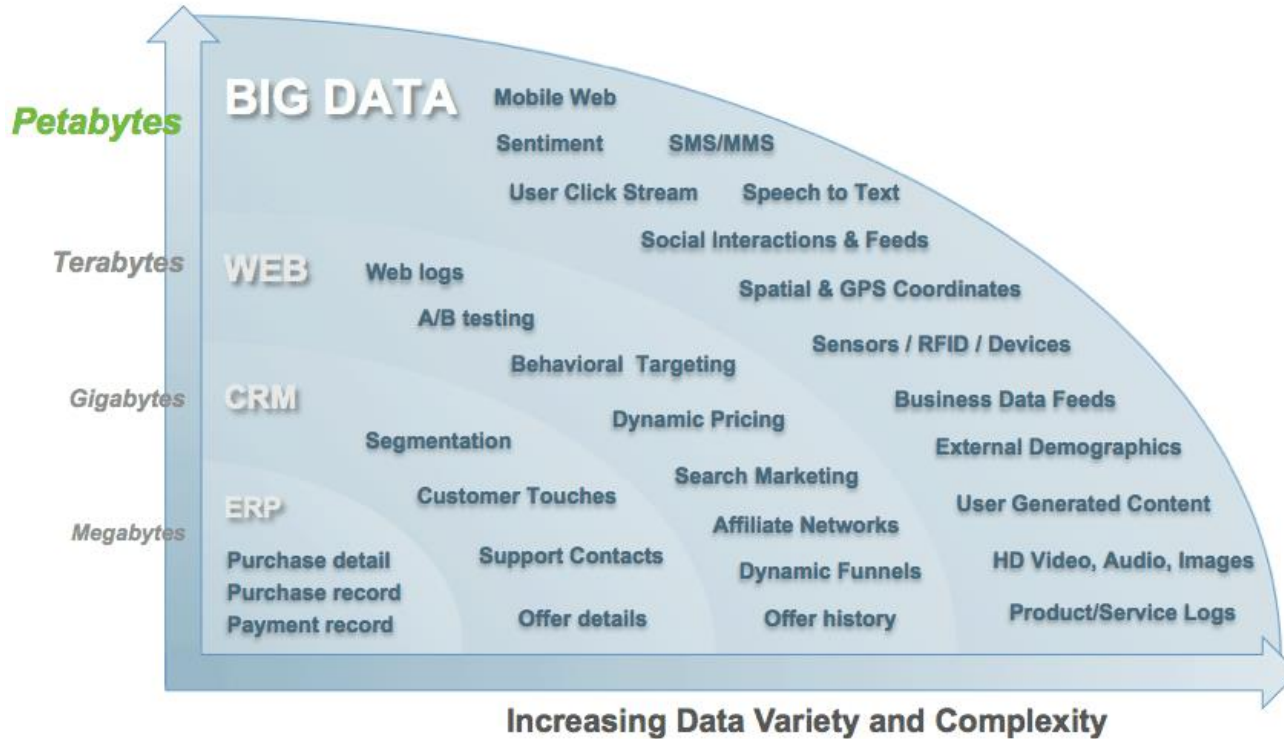 BIG DATA
Mobile Web
Petabytes
Sentiment
SMS/MMS
User Click Stream
Speech to Text
Social Interactions & Feeds
Terabytes
WEB
Web logs
Spatial & GPS Coordinates
A/B testing
Sensors / RFID / Devices
Behavioral Targeting
Gigabytes
CRM
Business Data Feeds
Dynamic Pricing
Segmentation
External Demographics
Search Marketing
Customer Touches
ERP
User Generated Content
Megabytes
Affiliate Networks
Purchase detail
Support Contacts
HD Video, Audio, Images
Dynamic Funnels
Purchase record
Payment record
Offer details
Offer history
Product/Service Logs
Increasing Data Variety and Complexity